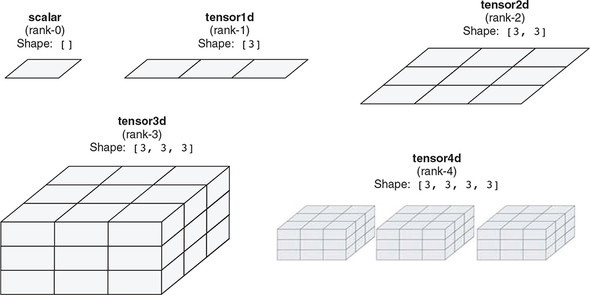 scalar
(rank-0)
Shape: []
tensor1d
(rank-1)
Shape: [3]
tensor2d
(rank-2)
Shape: [3, 3]
tensor3d
(rank-3)
Shape: [3, 3, 3]
tensor4d
(rank-4)
Shape: [3, 3, 3, 3]